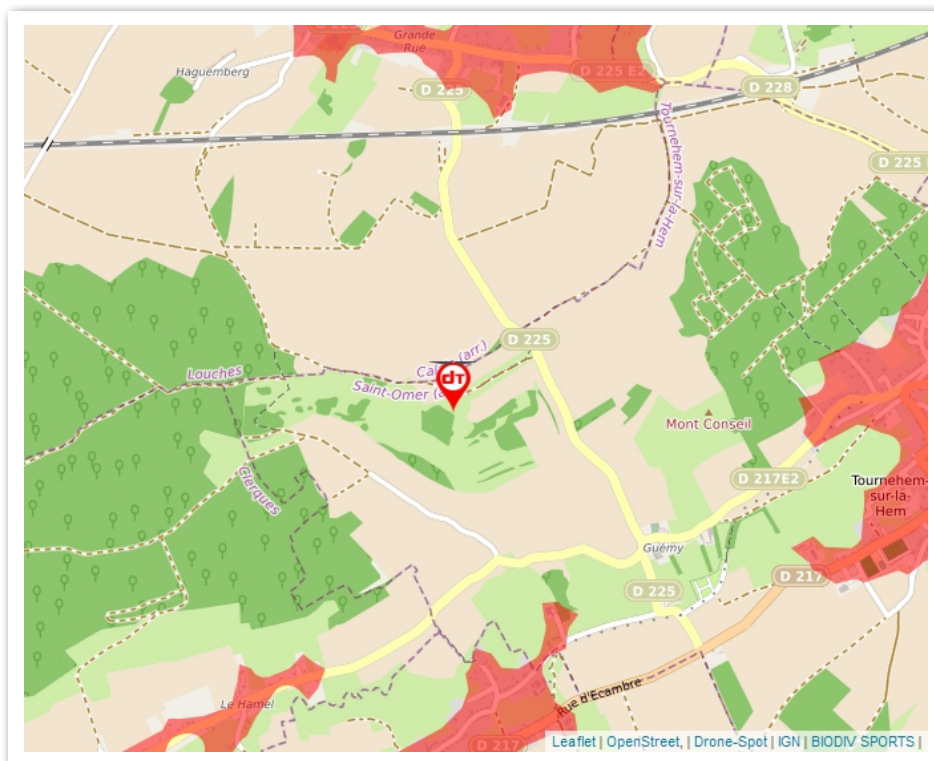 Grande
Rue
Haguemberg
D 225
D 225 E2
D 228
Tournehem-sur-la-Hem
D 225
D 225
(arr.)
Louches
Saint-Omer
dT
Mont Conseil
Clerques
D 217E2
Tournehem-
sur-la-
Hem
Guémy
D 217
D 225
Rue d'Ecambre
Le Hamel
D 217
Leaflet | OpenStreet, | Drone-Spot | IGN | BIODIV SPORTS |